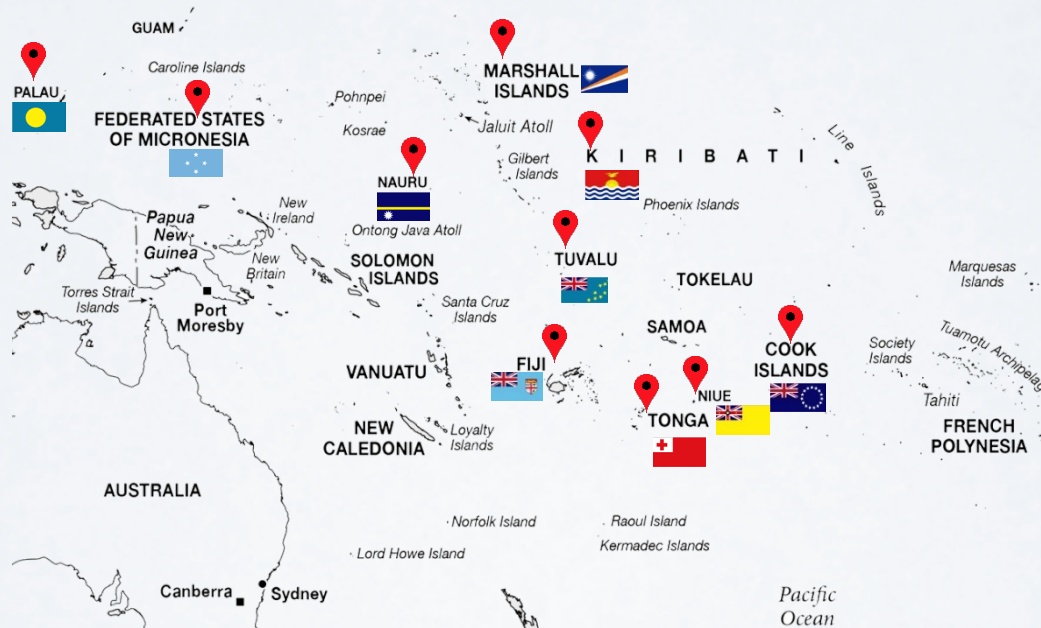 GUAM
Caroline Islands
PALAU
FEDERATED STATES
OF MICRONESIA
Pohnpei
Kosrae
MARSHALL
ISLANDS
Jaluit Atoll
Gilbert
Islands
KIRIBATI
Line Islands
Phoenix Islands
NAURU
Ontong Java Atoll
New
Ireland
Papua
New
Guinea
New
Britain
SOLOMON
ISLANDS
Torres Strait
Islands
Port
Moresby
Santa Cruz
Islands
TUVALU
TOKELAU
Marquesas
Islands
SAMOA
COOK
ISLANDS
Society
Islands
Tuamotu Archipelag
Tahiti
FRENCH
POLYNESIA
VANUATU
FIJI
NIUE
TONGA
NEW
CALEDONIA
Loyalty
Islands
AUSTRALIA
Norfolk Island
Lord Howe Island
Raoul Island
Kermadec Islands
Canberra
Sydney
Pacific
Ocean